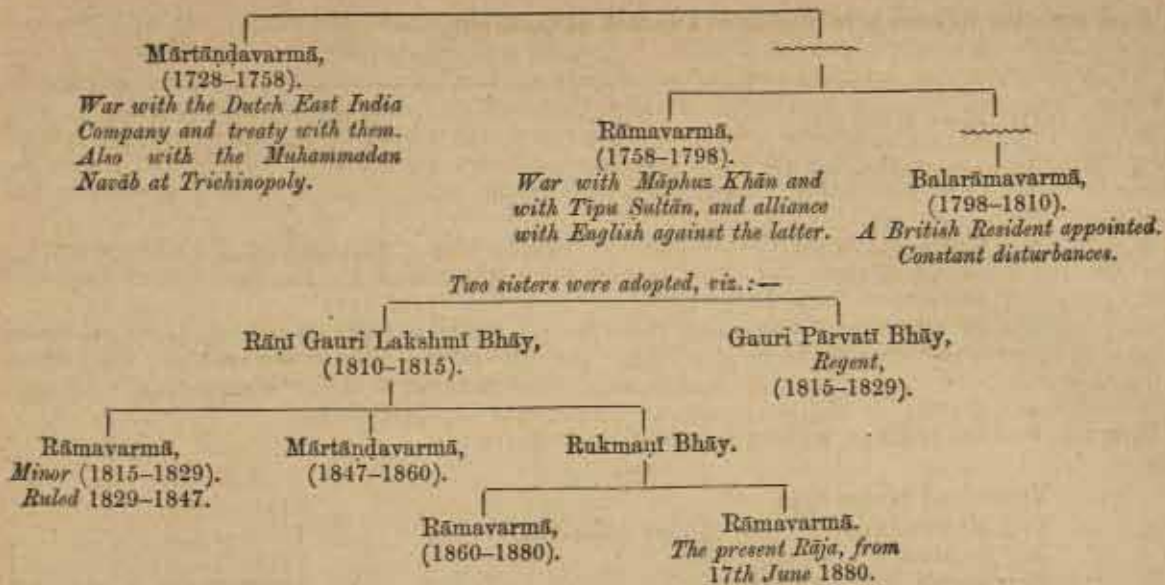 Mārtāṇḍavarmā,
(1728–1758).
War with the Dutch East India
Company and treaty with them.
Also with the Muhammadan
Navāb at Trichinopoly.
Rāmavarmā,
(1758–1798).
War with Māphuz Khān and
with Tīpu Ṣultān, and alliance
with English against the latter.
Balarāmavarmā,
(1798–1810).
A British Resident appointed.
Constant disturbances.
Two sisters were adopted, viz.:—
Rāṇī Gauri Lakshmī Bhāy,
(1810–1815).
Gauri Pārvatī Bhāy,
Regent,
(1815–1829).
Rāmavarmā,
Minor (1815–1829).
Ruled 1829–1847.
Mārtāṇḍavarmā,
(1847–1860).
Rukmaṇī Bhāy.
Rāmavarmā,
(1860–1880).
Rāmavarmā.
The present Rāja, from
17th June 1880.